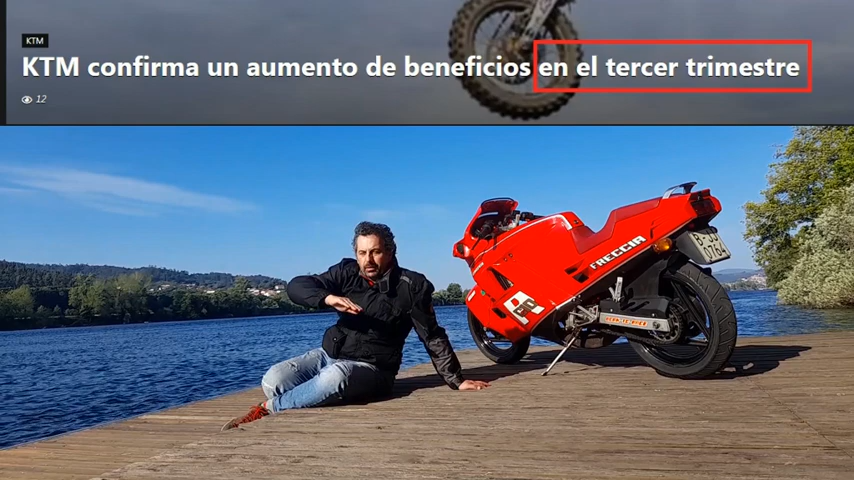 KTM
KTM confirma un aumento de beneficios en el tercer trimestre
12
FRECCIA